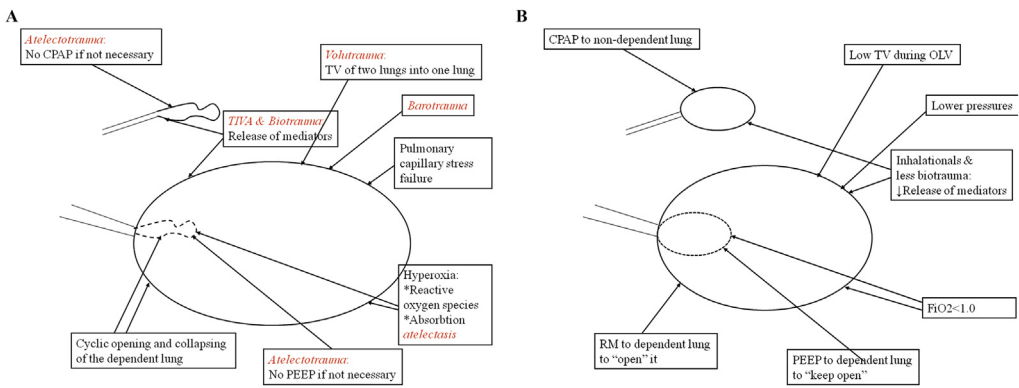 A
Atelectotrauma:
No CPAP if not necessary
Volutrauma:
TV of two lungs into one lung
TIVA & Biotrauma:
Release of mediators
Barotrauma
Pulmonary
capillary stress
failure
Hyperoxia:
*Reactive
oxygen species
*Absorbtion
atelectasis
Cyclic opening and collapsing
of the dependent lung
Atelectotrauma:
No PEEP if not necessary
B
CPAP to non-dependent lung
Low TV during OLV
Lower pressures
Inhalationals &
less biotrauma:
↓Release of mediators
FiO2<1.0
RM to dependent lung
to “open” it
PEEP to dependent lung
to “keep open”